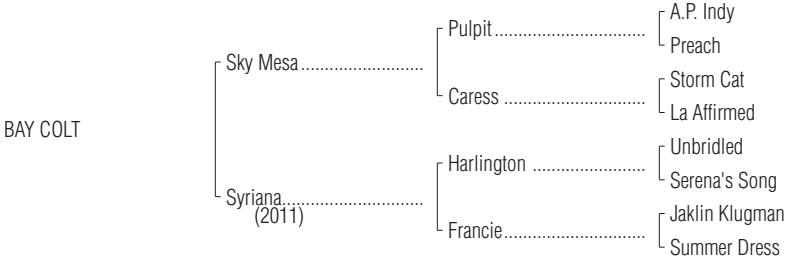 A.P. Indy
Pulpit..............................
Preach
Sky Mesa........................
Storm Cat
Caress ..............................
La Affirmed
BAY COLT
Unbridled
Harlington ........................
Serena's Song
Syriana............................
(2011)
Jaklin Klugman
Francie..............................
Summer Dress